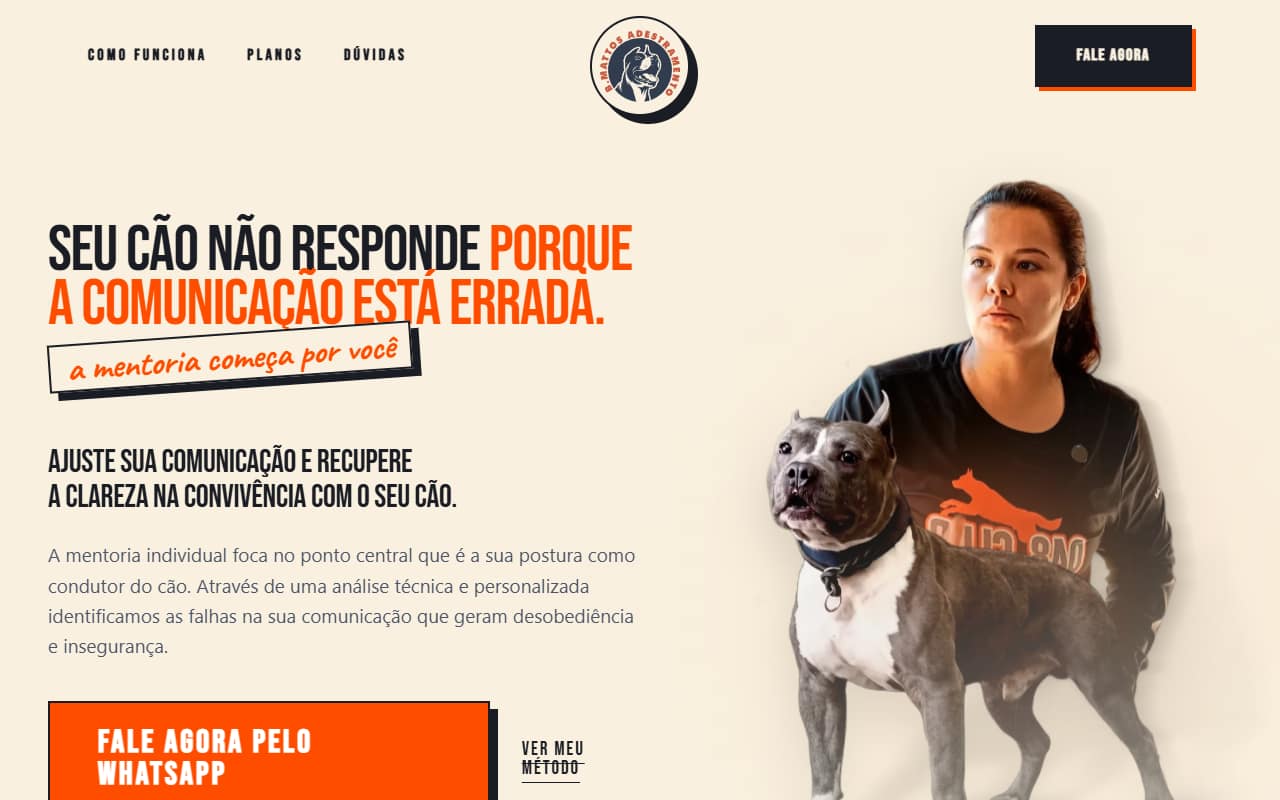 COMO FUNCIONA
PLANOS
DÚVIDAS
B.MATTOS ADESTRAMENTO
FALE AGORA
SEU CÃO NÃO RESPONDE PORQUE
A COMUNICAÇÃO ESTÁ ERRADA.
a mentoria começa por você
AJUSTE SUA COMUNICAÇÃO E RECUPERE
A CLAREZA NA CONVIVÊNCIA COM O SEU CÃO.
A mentoria individual foca no ponto central que é a sua postura como
condutor do cão. Através de uma análise técnica e personalizada
identificamos as falhas na sua comunicação que geram desobediência
e insegurança.
FALE AGORA PELO
WHATSAPP
VER MEU
MÉTODO